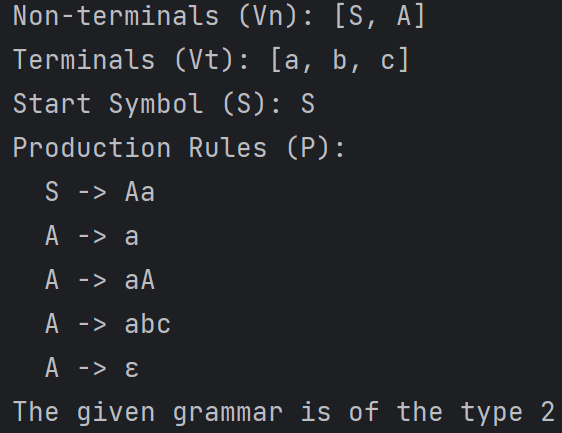 Non-terminals (Vn): [S, A]
Terminals (Vt): [a, b, c]
Start Symbol (S): S
Production Rules (P):
  S -> Aa
  A -> a
  A -> aA
  A -> abc
  A -> ε
The given grammar is of the type 2